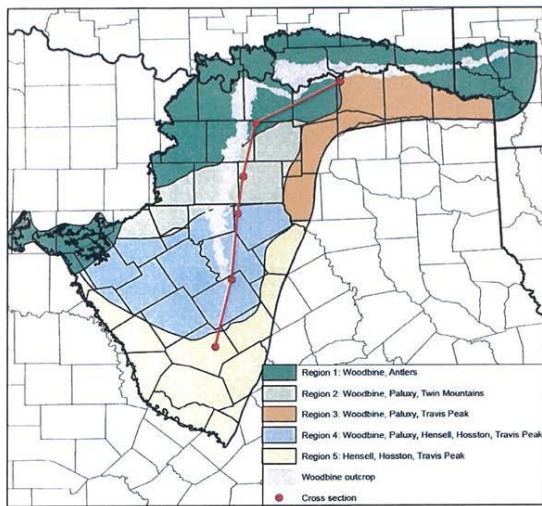 Region 1: Woodbine, Antlers
Region 2: Woodbine, Paluxy, Twin Mountains
Region 3: Woodbine, Paluxy, Travis Peak
Region 4: Woodbine, Paluxy, Hensell, Hosston, Travis Peak
Region 5: Hensell, Hosston, Travis Peak
Woodbine outcrop
Cross section